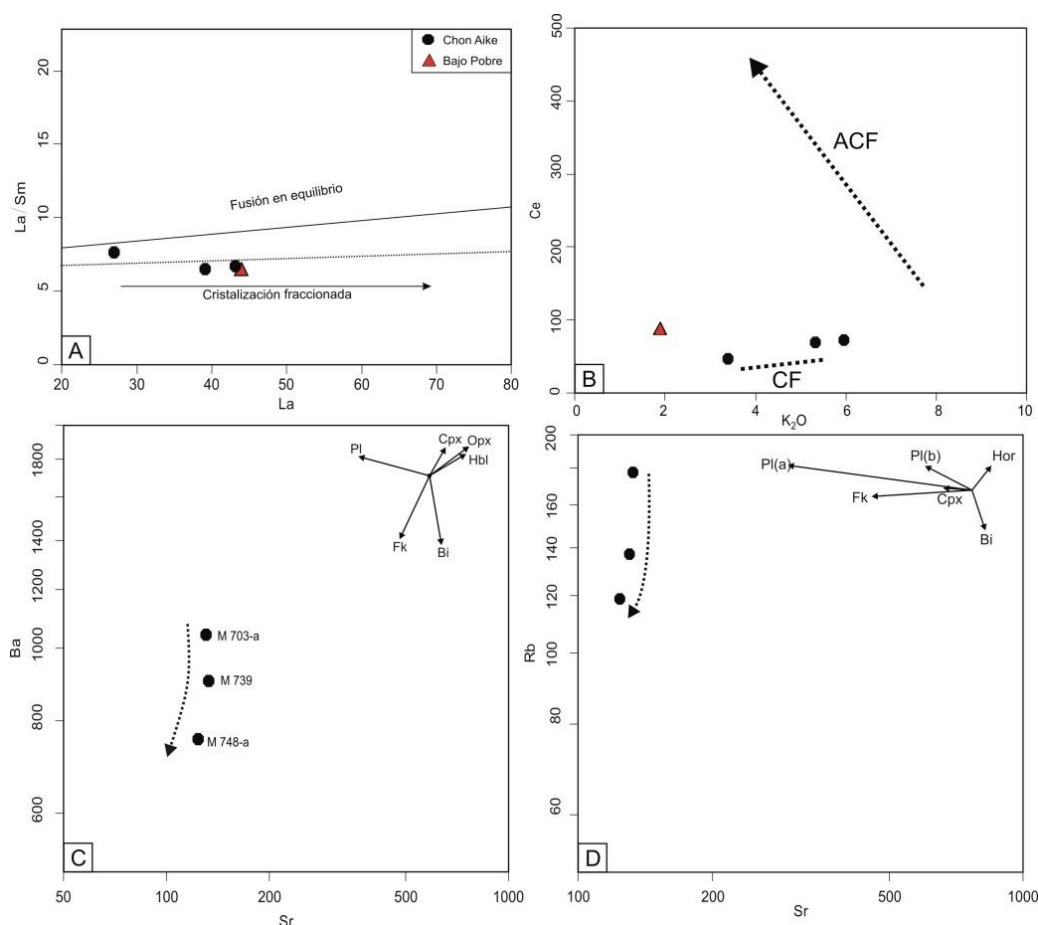 Chon Aike
Bajo Pobre
La/Sm
20
15
10
5
0
Fusión en equilibrio
Cristalización fraccionada
A
20 30 40 50 60 70 80
La
Ce
500
400
300
200
100
0
ACF
CF
B
0 2 4 6 8 10
K2O
Ba
1800
1400
1200
1000
800
600
Pl
Cpx
Opx
Hbl
Fk
Bi
M 703-a
M 739
M 748-a
C
50 100 200 500 1000
Sr
Rb
200
160
140
120
100
80
60
Pl(a)
Pl(b)
Hor
Fk
Cpx
Bi
D
100 200 500 1000
Sr